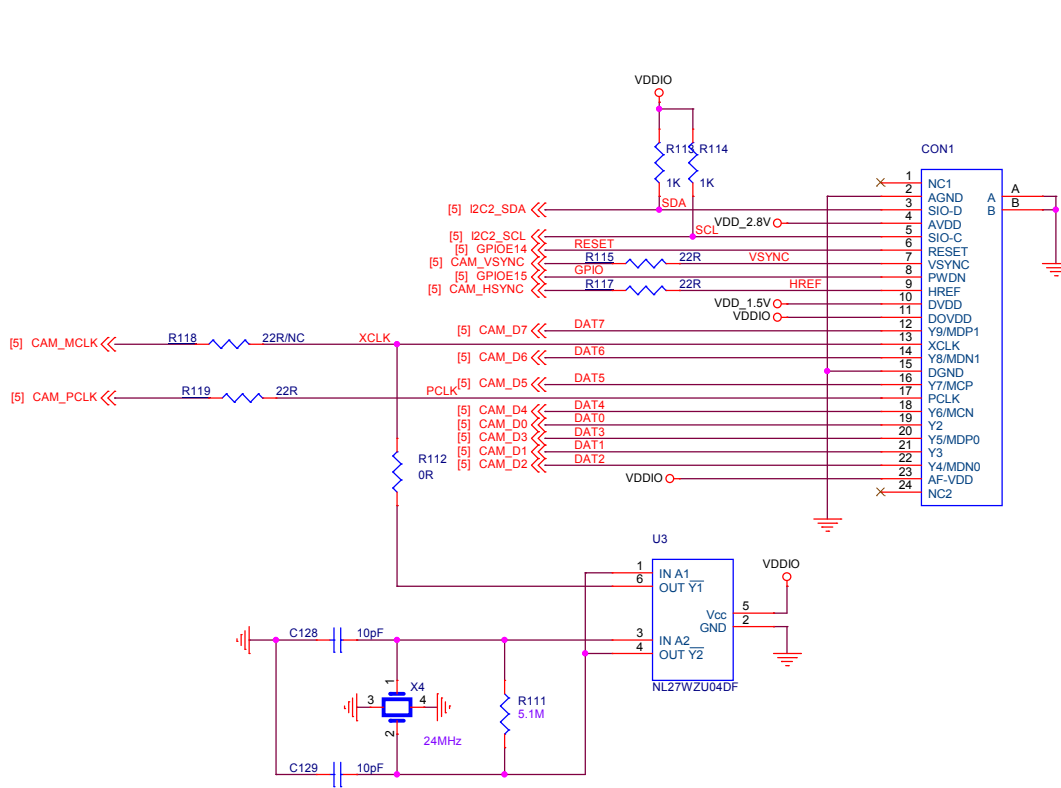 VDDIO
R113 R114
1K 1K
CON1
1 NC1
2 AGND
3 SIO-D
4 AVDD
5 SIO-C
6 RESET
7 VSYNC
8 PWDN
9 HREF
10 DVDD
11 DOVDD
12 Y9/MDP1
13 XCLK
14 Y8/MDN1
15 DGND
16 Y7/MCP
17 PCLK
18 Y6/MCN
19 Y2
20 Y5/MDP0
21 Y3
22 Y4/MDN0
23 AF-VDD
24 NC2
A A
B B
[5] I2C2_SDA SDA
VDD_2.8V
[5] I2C2_SCL SCL
[5] GPIOE14 RESET
[5] CAM_VSYNC R115 22R VSYNC
[5] GPIOE15 GPIO
[5] CAM_HSYNC R117 22R HREF
VDD_1.5V
VDDIO
[5] CAM_D7 DAT7
[5] CAM_MCLK R118 22R/NC XCLK
[5] CAM_D6 DAT6
[5] CAM_D5 DAT5
[5] CAM_PCLK R119 22R PCLK
[5] CAM_D4 DAT4
[5] CAM_D0 DAT0
[5] CAM_D3 DAT3
[5] CAM_D1 DAT1
[5] CAM_D2 DAT2
VDDIO
R112
0R
U3
1 IN A1
6 OUT Y1
3 IN A2
4 OUT Y2
Vcc 5
GND 2
NL27WZU04DF
VDDIO
C128 10pF
1
X4
3 4
2
24MHz
R111
5.1M
C129 10pF